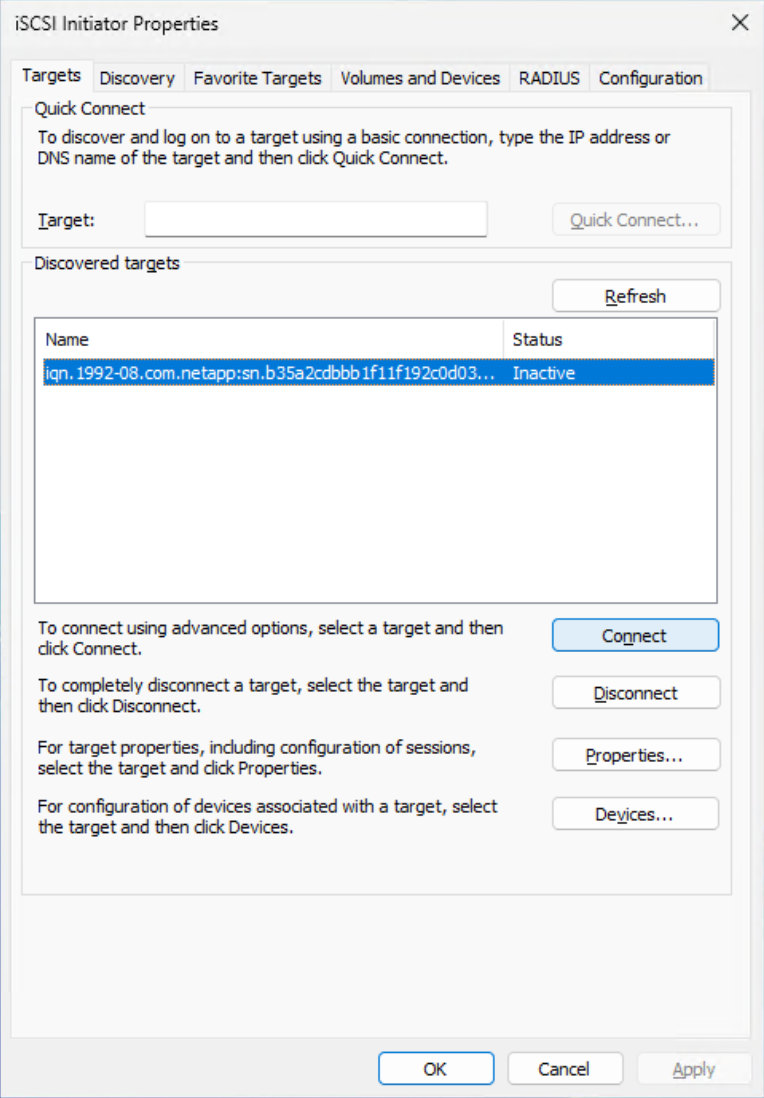 iSCSI Initiator Properties
Targets Discovery Favorite Targets Volumes and Devices RADIUS Configuration
Quick Connect
To discover and log on to a target using a basic connection, type the IP address or
DNS name of the target and then click Quick Connect.
Target: Quick Connect...
Discovered targets
Refresh
Name Status
iqn.1992-08.com.netapp:sn.b35a2cdbbb1f11f192c0d03... Inactive
To connect using advanced options, select a target and then
click Connect.
Connect
To completely disconnect a target, select the target and
then click Disconnect.
Disconnect
For target properties, including configuration of sessions,
select the target and click Properties.
Properties...
For configuration of devices associated with a target, select
the target and then click Devices.
Devices...
OK Cancel Apply